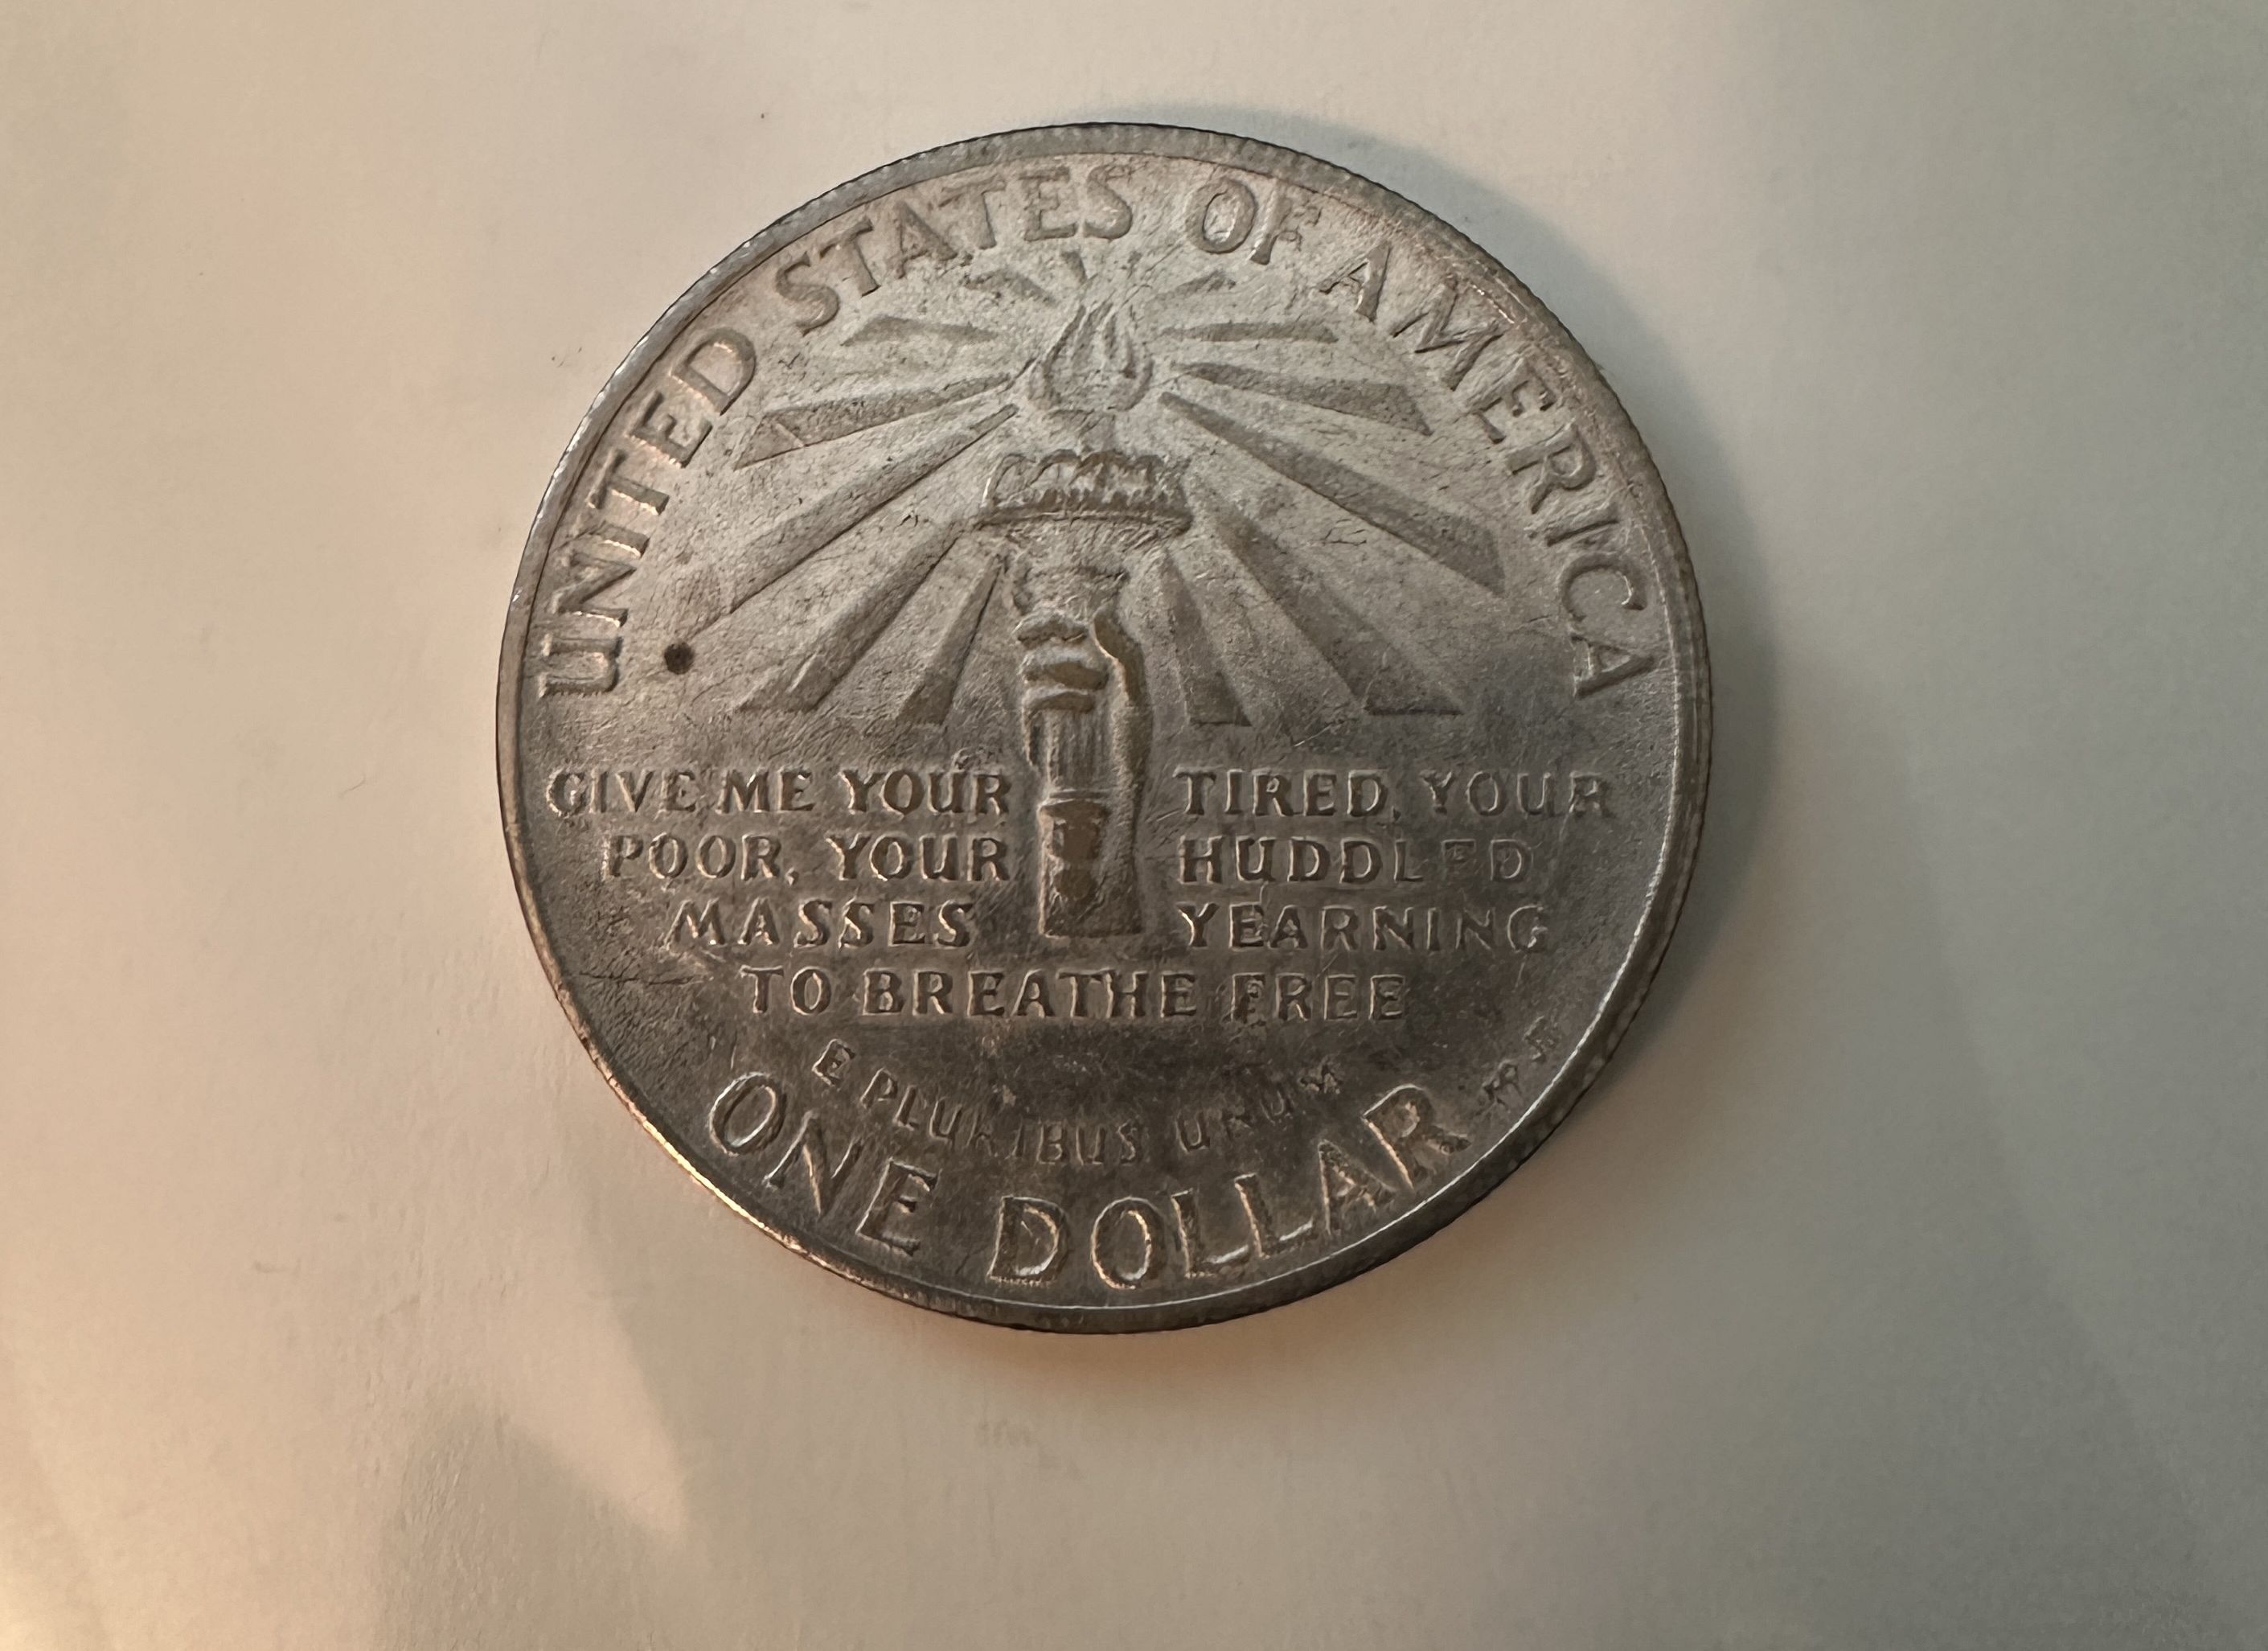 UNITED STATES OF AMERICA
GIVE ME YOUR TIRED, YOUR
POOR, YOUR HUDDLED
MASSES YEARNING
TO BREATHE FREE
E PLURIBUS UNUM
ONE DOLLAR